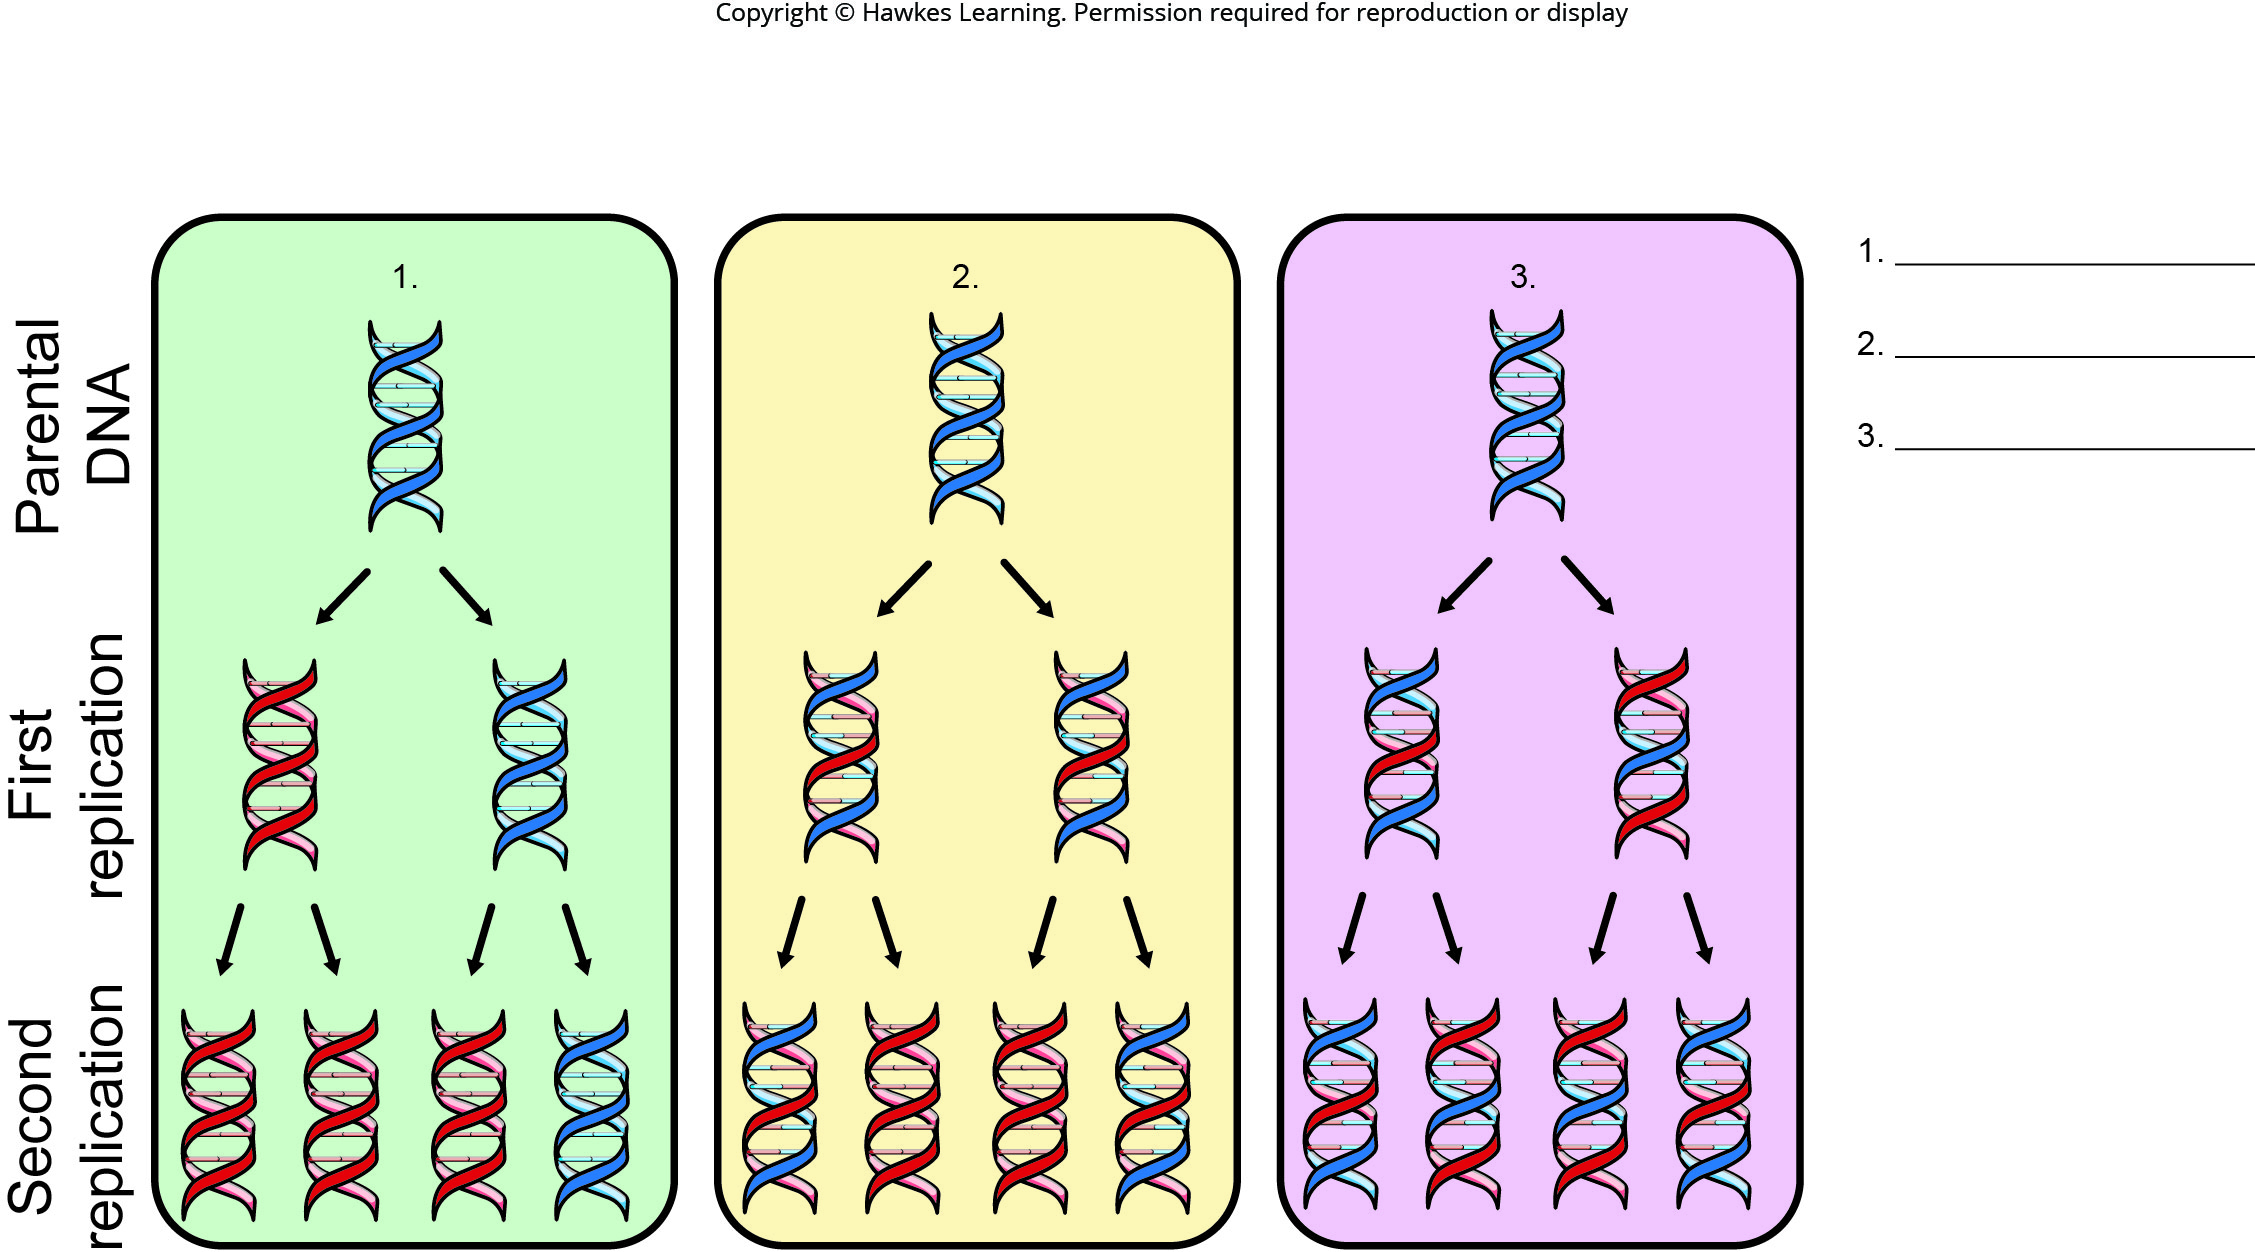 Copyright © Hawkes Learning. Permission required for reproduction or display
1.
2.
3.
Parental
DNA
First
replication
Second
replication
1.
2.
3.